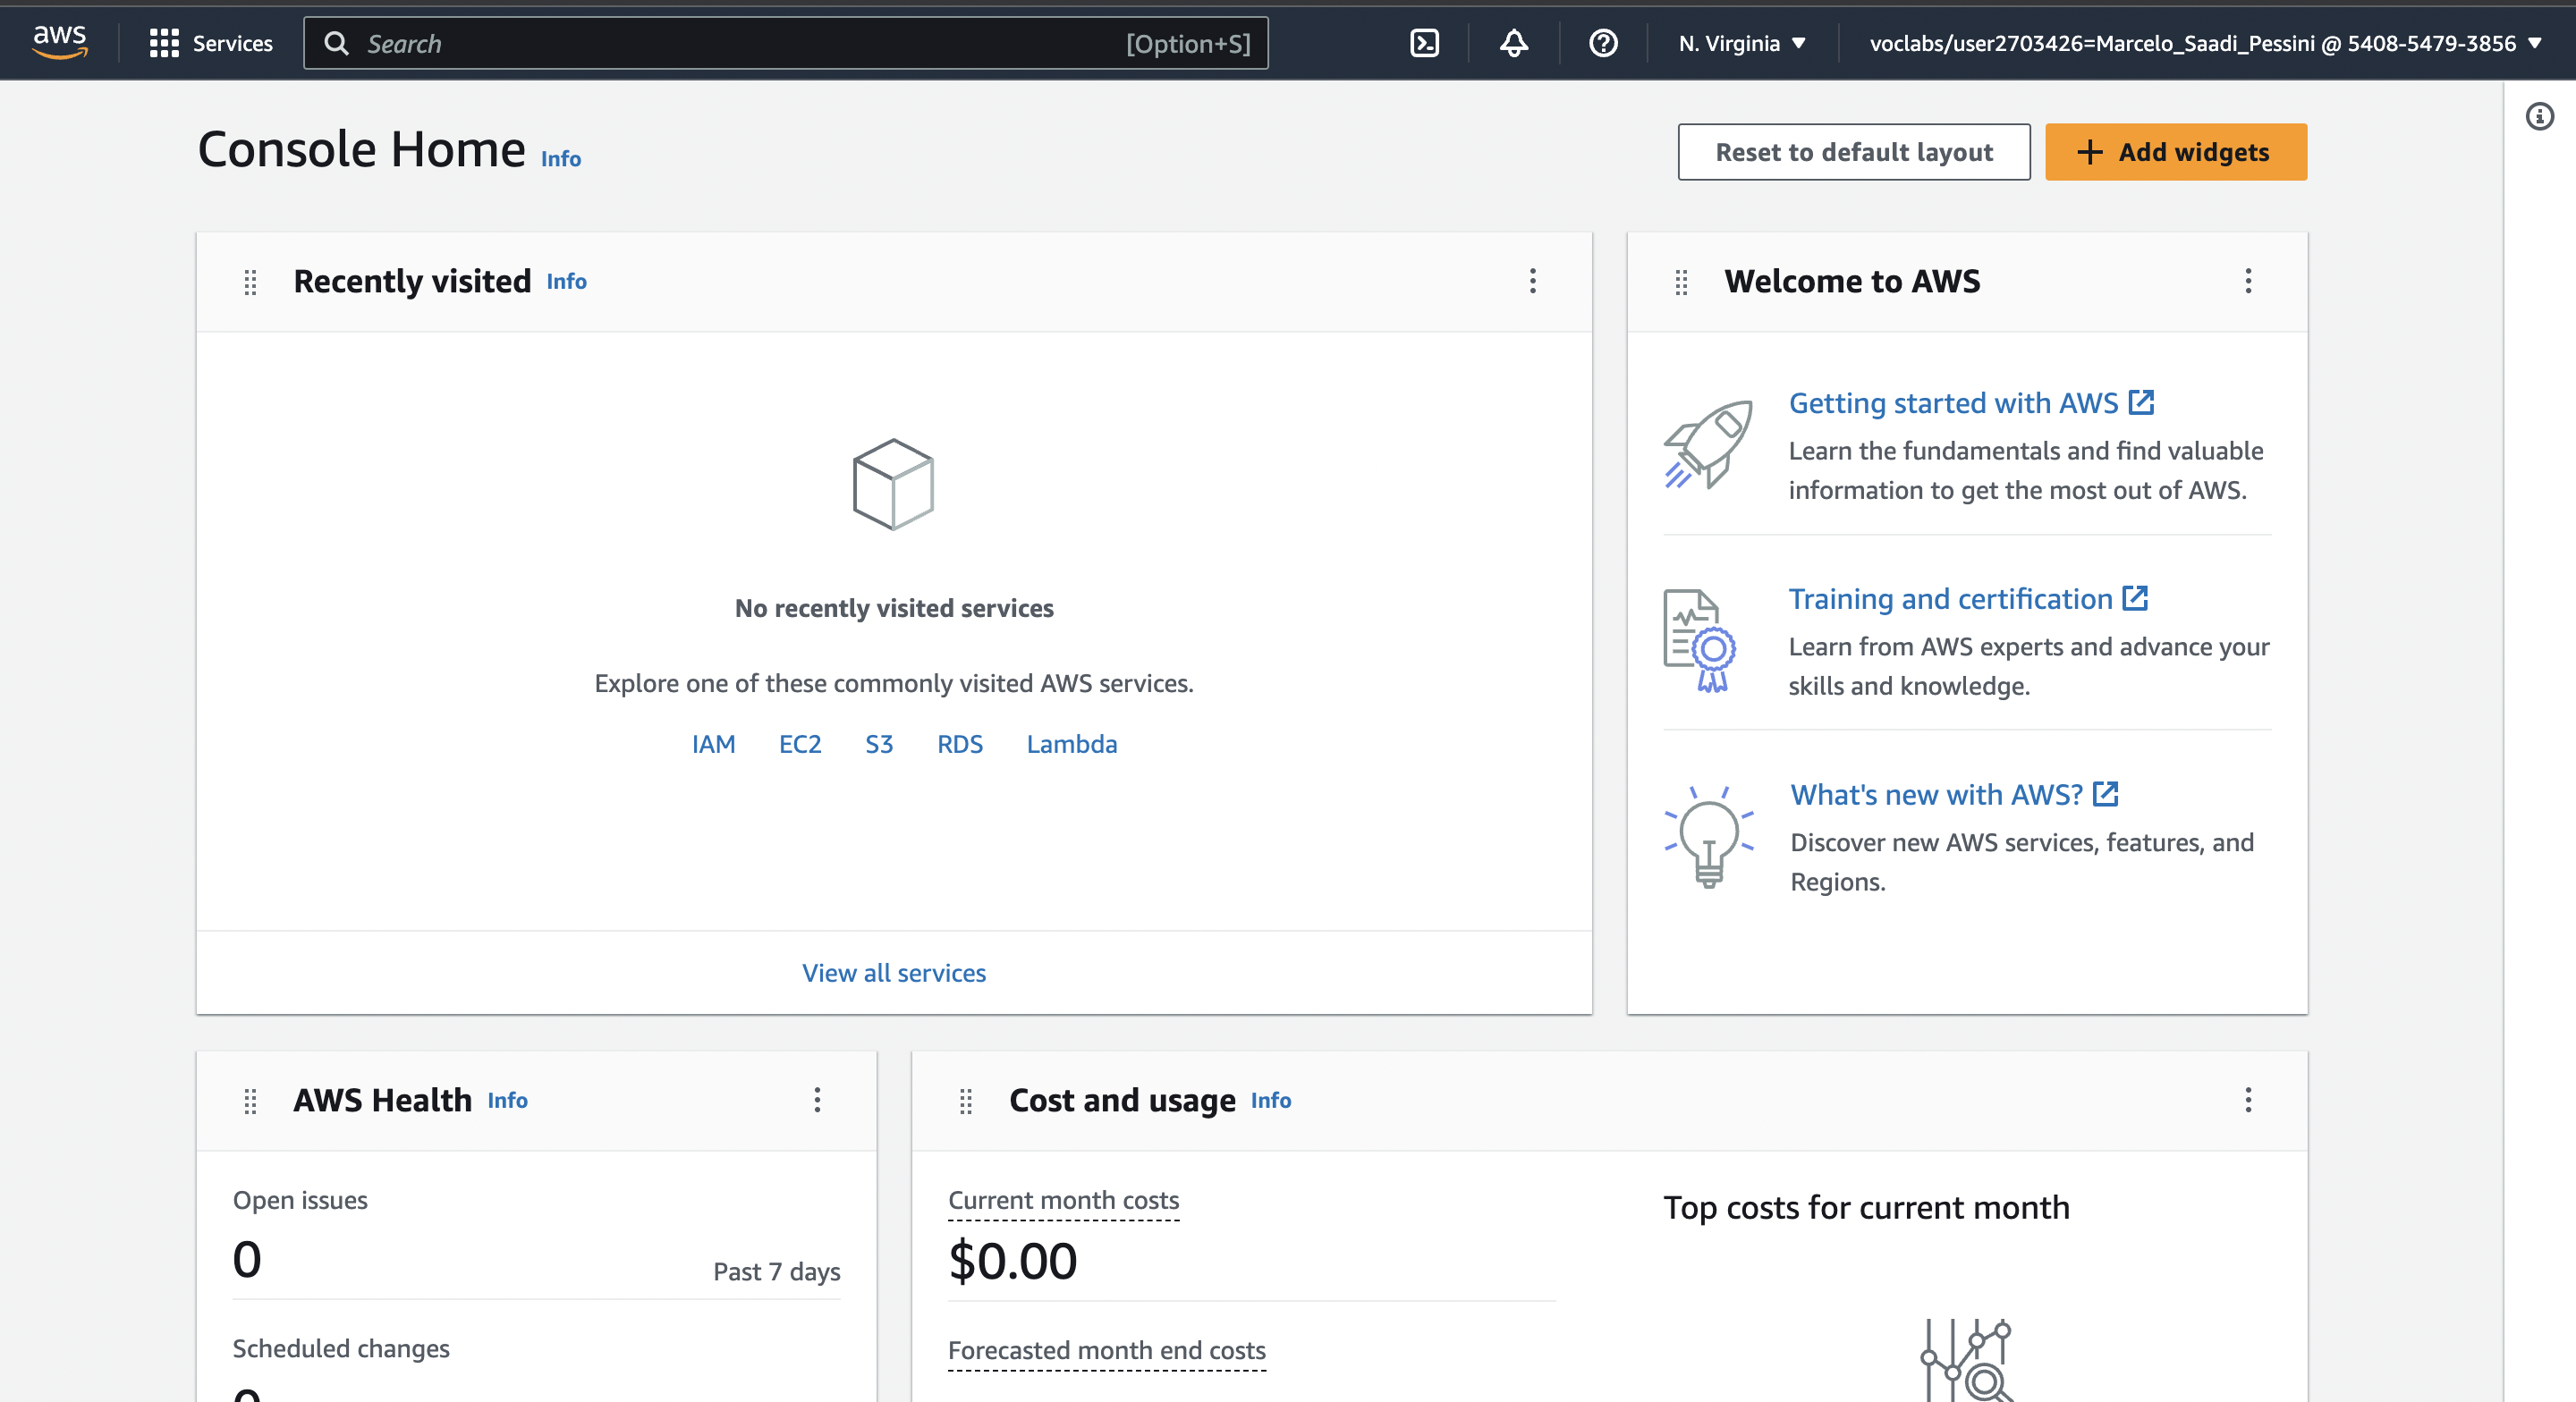 aws
Services
Search
[Option+S]
N. Virginia
voclabs/user2703426=Marcelo_Saadi_Pessini @ 5408-5479-3856
Console Home Info
Reset to default layout
Add widgets
Recently visited Info
No recently visited services
Explore one of these commonly visited AWS services.
IAM EC2 S3 RDS Lambda
View all services
Welcome to AWS
Getting started with AWS
Learn the fundamentals and find valuable
information to get the most out of AWS.
Training and certification
Learn from AWS experts and advance your
skills and knowledge.
What's new with AWS?
Discover new AWS services, features, and
Regions.
AWS Health Info
Open issues
0
Past 7 days
Scheduled changes
Cost and usage Info
Current month costs
$0.00
Forecasted month end costs
Top costs for current month